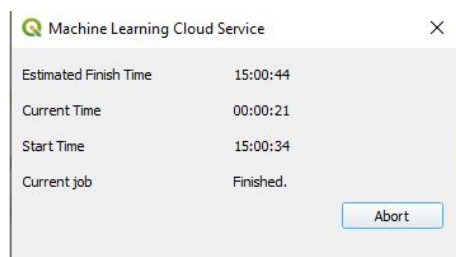 Machine Learning Cloud Service
Estimated Finish Time 15:00:44
Current Time 00:00:21
Start Time 15:00:34
Current job Finished.
Abort